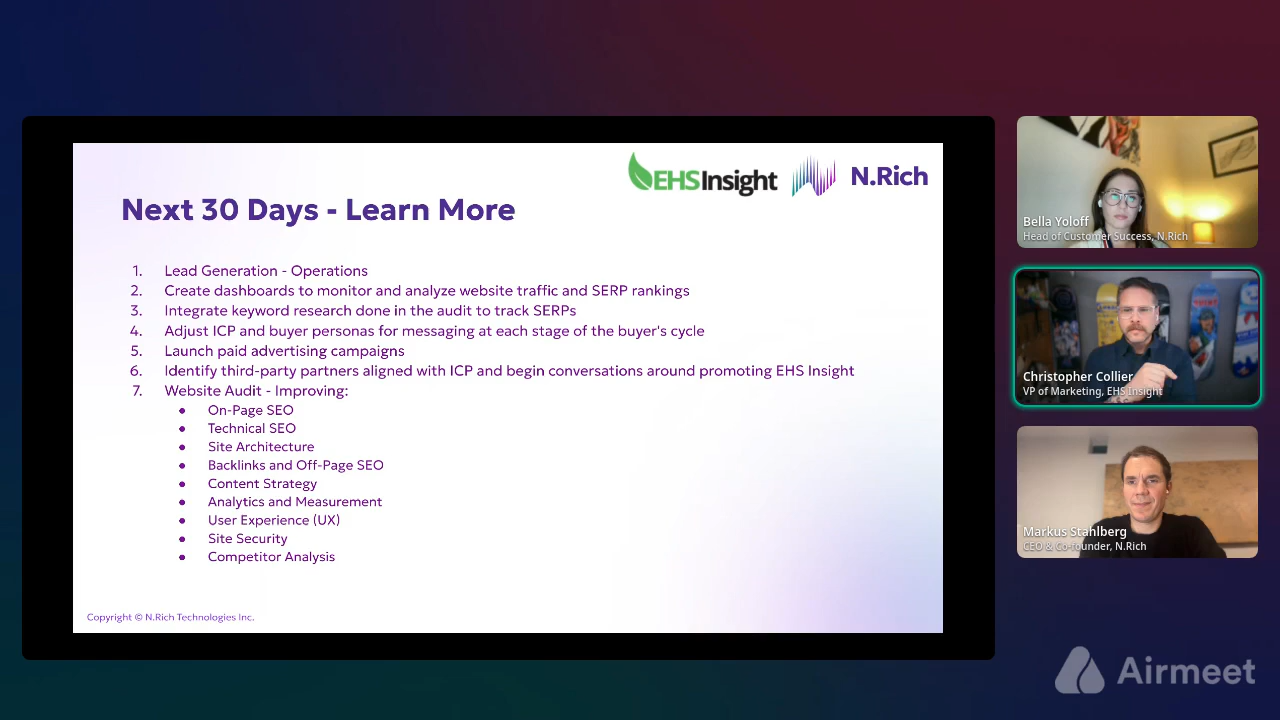 EHSInsight
N.Rich
Next 30 Days - Learn More
1. Lead Generation - Operations
2. Create dashboards to monitor and analyze website traffic and SERP rankings
3. Integrate keyword research done in the audit to track SERPs
4. Adjust ICP and buyer personas for messaging at each stage of the buyer's cycle
5. Launch paid advertising campaigns
6. Identify third-party partners aligned with ICP and begin conversations around promoting EHS Insight
7. Website Audit - Improving:
• On-Page SEO
• Technical SEO
• Site Architecture
• Backlinks and Off-Page SEO
• Content Strategy
• Analytics and Measurement
• User Experience (UX)
• Site Security
• Competitor Analysis
Copyright © N.Rich Technologies Inc.
Bella Yoloff
Head of Customer Success, N.Rich
Christopher Collier
VP of Marketing, EHS Insight
Markus Stahlberg
CEO & Co-founder, N.Rich
Airmeet